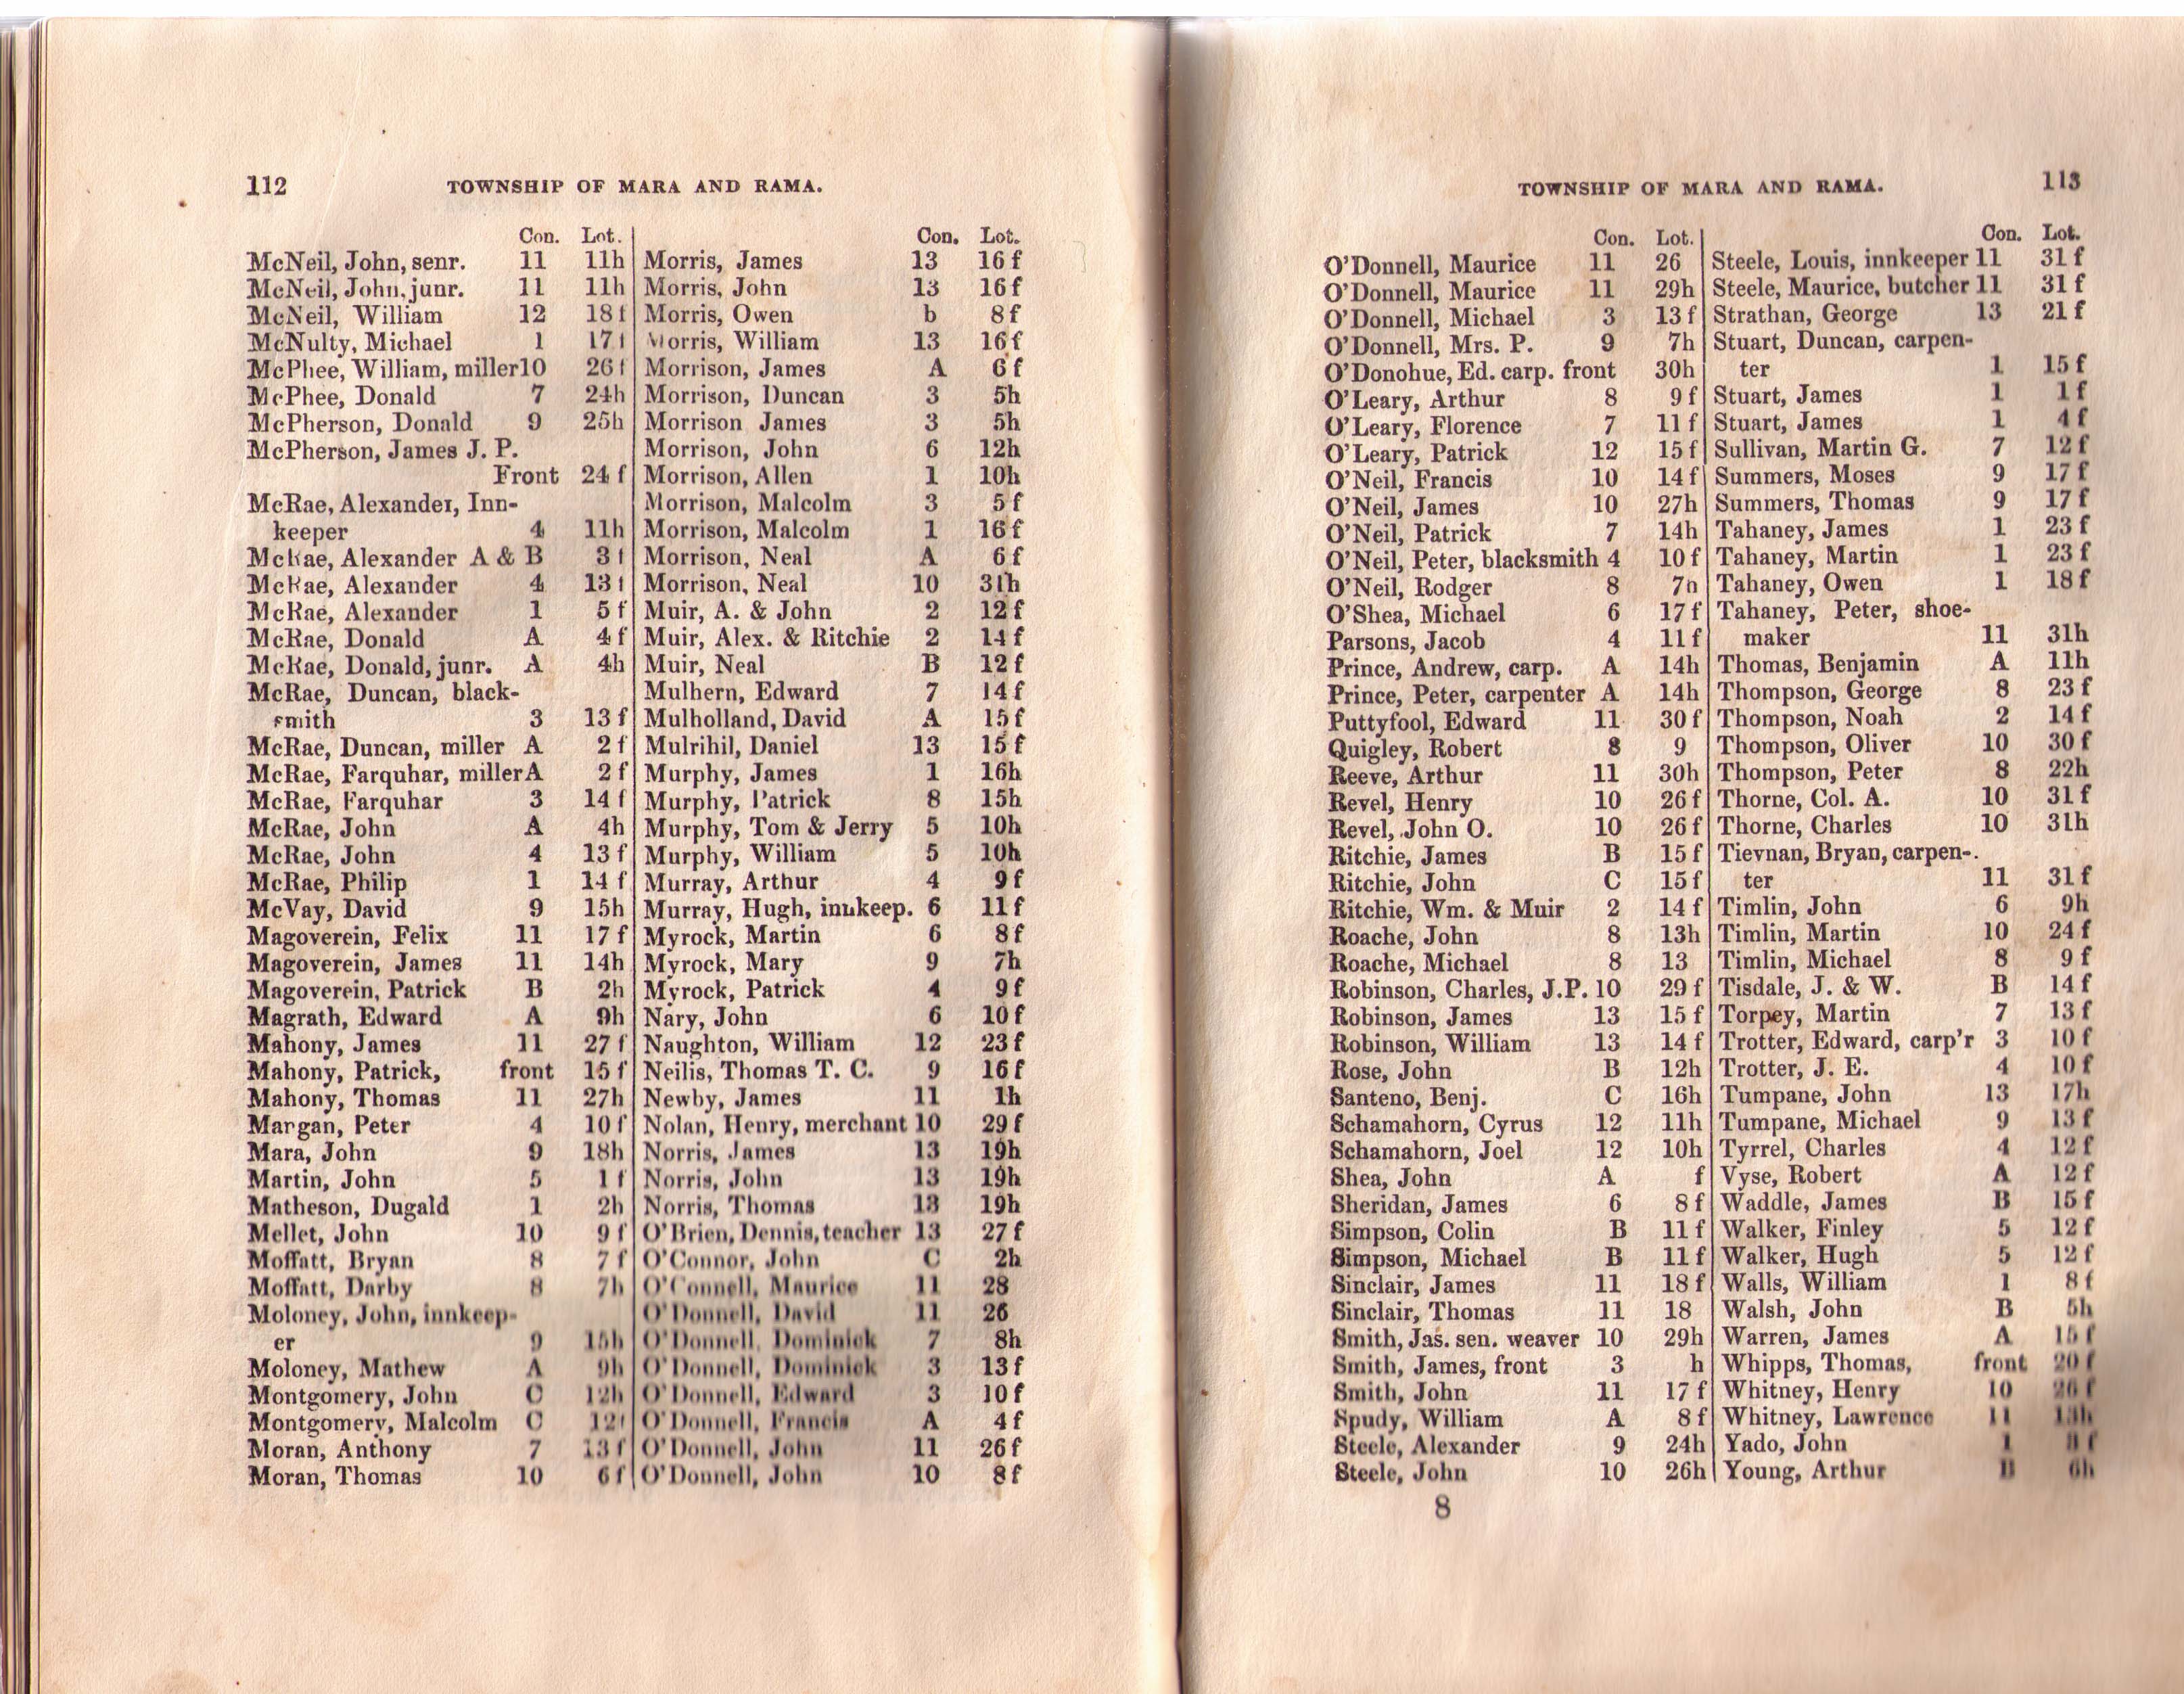 112
TOWNSHIP OF MARA AND RAMA.
Con. Lot.
McNeil, John, senr. 11 11h
McNeil, John, junr. 11 11h
McNeil, William 12 18f
McNulty, Michael 1 17f
McPhee, William, miller 10 26f
McPhee, Donald 7 24h
McPherson, Donald 9 25h
McPherson, James J. P.
Front 24 f
McRae, Alexander, Inn-
keeper 4 11h
McRae, Alexander A & B 3f
McRae, Alexander 4 13f
McRae, Alexander 1 5 f
McRae, Donald A 4 f
McRae, Donald, junr. A 4h
McRae, Duncan, black-
smith 3 13 f
McRae, Duncan, miller A 2 f
McRae, Farquhar, miller A 2 f
McRae, Farquhar 3 14 f
McRae, John A 4h
McRae, John 4 13 f
McRae, Philip 1 14 f
McVay, David 9 15h
Magoverein, Felix 11 17 f
Magoverein, James 11 14h
Magoverein, Patrick B 2h
Magrath, Edward A 9h
Mahony, James 11 27 f
Mahony, Patrick, front 15 f
Mahony, Thomas 11 27h
Mangan, Peter 4 10 f
Mara, John 9 18h
Martin, John 5 1 f
Matheson, Dugald 1 2h
Mellet, John 10 9 f
Moffatt, Bryan 8 7 f
Moffatt, Darby 8 7h
Moloney, John, innkeep-
er 9 15h
Moloney, Mathew A 9h
Montgomery, John C 12h
Montgomery, Malcolm C 12f
Moran, Anthony 7 13 f
Moran, Thomas 10 6 f
Con. Lot.
Morris, James 13 16 f
Morris, John 13 16 f
Morris, Owen b 8 f
Morris, William 13 16 f
Morrison, James A 6 f
Morrison, Duncan 3 5h
Morrison James 3 5h
Morrison, John 6 12h
Morrison, Allen 1 10h
Morrison, Malcolm 3 5 f
Morrison, Malcolm 1 16 f
Morrison, Neal A 6 f
Morrison, Neal 10 31h
Muir, A. & John 2 12 f
Muir, Alex. & Ritchie 2 14 f
Muir, Neal B 12 f
Mulhern, Edward 7 14 f
Mulholland, David A 15 f
Mulrihil, Daniel 13 15 f
Murphy, James 1 16h
Murphy, Patrick 8 15h
Murphy, Tom & Jerry 5 10h
Murphy, William 5 10h
Murray, Arthur 4 9 f
Murray, Hugh, innkeep. 6 11 f
Myrock, Martin 6 8 f
Myrock, Mary 9 7h
Myrock, Patrick 4 9 f
Nary, John 6 10 f
Naughton, William 12 23 f
Neilis, Thomas T. C. 9 16 f
Newby, James 11 1h
Nolan, Henry, merchant 10 29 f
Norris, James 13 19h
Norris, John 13 19h
Norris, Thomas 13 19h
O'Brien, Dennis, teacher 13 27 f
O'Connor, John C 2h
O'Connell, Maurice 11 28
O'Donnell, David 11 26
O'Donnell, Dominick 7 8h
O'Donnell, Dominick 3 13 f
O'Donnell, Edward 3 10 f
O'Donnell, Francis A 4 f
O'Donnell, John 11 26 f
O'Donnell, John 10 8 f
TOWNSHIP OF MARA AND RAMA.
113
Con. Lot.
O'Donnell, Maurice 11 26
O'Donnell, Maurice 11 29h
O'Donnell, Michael 3 13 f
O'Donnell, Mrs. P. 9 7h
O'Donohue, Ed. carp. front 30h
O'Leary, Arthur 8 9 f
O'Leary, Florence 7 11 f
O'Leary, Patrick 12 15 f
O'Neil, Francis 10 14 f
O'Neil, James 10 27h
O'Neil, Patrick 7 14h
O'Neil, Peter, blacksmith 4 10 f
O'Neil, Rodger 8 7h
O'Shea, Michael 6 17 f
Parsons, Jacob 4 11 f
Prince, Andrew, carp. A 14h
Prince, Peter, carpenter A 14h
Puttyfool, Edward 11 30 f
Quigley, Robert 8 9
Reeve, Arthur 11 30h
Revel, Henry 10 26 f
Revel, John O. 10 26 f
Ritchie, James B 15 f
Ritchie, John C 15 f
Ritchie, Wm. & Muir 2 14 f
Roache, John 8 13h
Roache, Michael 8 13
Robinson, Charles, J.P. 10 29 f
Robinson, James 13 15 f
Robinson, William 13 14 f
Rose, John B 12h
Santeno, Benj. C 16h
Schamahorn, Cyrus 12 11h
Schamahorn, Joel 12 10h
Shea, John A f
Sheridan, James 6 8 f
Simpson, Colin B 11 f
Simpson, Michael B 11 f
Sinclair, James 11 18 f
Sinclair, Thomas 11 18
Smith, Jas. sen. weaver 10 29h
Smith, James, front 3 h
Smith, John 11 17 f
Spudy, William A 8 f
Steele, Alexander 9 24h
Steele, John 10 26h
Con. Lot.
Steele, Louis, innkeeper 11 31 f
Steele, Maurice, butcher 11 31 f
Strathan, George 13 21 f
Stuart, Duncan, carpen-
ter 1 15 f
Stuart, James 1 1 f
Stuart, James 1 4 f
Sullivan, Martin G. 7 12 f
Summers, Moses 9 17 f
Summers, Thomas 9 17 f
Tahaney, James 1 23 f
Tahaney, Martin 1 23 f
Tahaney, Owen 1 18 f
Tahaney, Peter, shoe-
maker 11 31h
Thomas, Benjamin A 11h
Thompson, George 8 23 f
Thompson, Noah 2 14 f
Thompson, Oliver 10 30 f
Thompson, Peter 8 22h
Thorne, Col. A. 10 31 f
Thorne, Charles 10 31h
Tievnan, Bryan, carpen-
ter 11 31 f
Timlin, John 6 9h
Timlin, Martin 10 24 f
Timlin, Michael 8 9 f
Tisdale, J. & W. B 14 f
Torpey, Martin 7 13 f
Trotter, Edward, carp'r 3 10 f
Trotter, J. E. 4 10 f
Tumpane, John 13 17h
Tumpane, Michael 9 13 f
Tyrrel, Charles 4 12 f
Vyse, Robert A 12 f
Waddle, James B 15 f
Walker, Finley 5 12 f
Walker, Hugh 5 12 f
Walls, William 1 8 f
Walsh, John B 5h
Warren, James A 15 f
Whipps, Thomas, front 20 f
Whitney, Henry 10 26 f
Whitney, Lawrence 11 13h
Yado, John 1 8 f
Young, Arthur B 6h
8